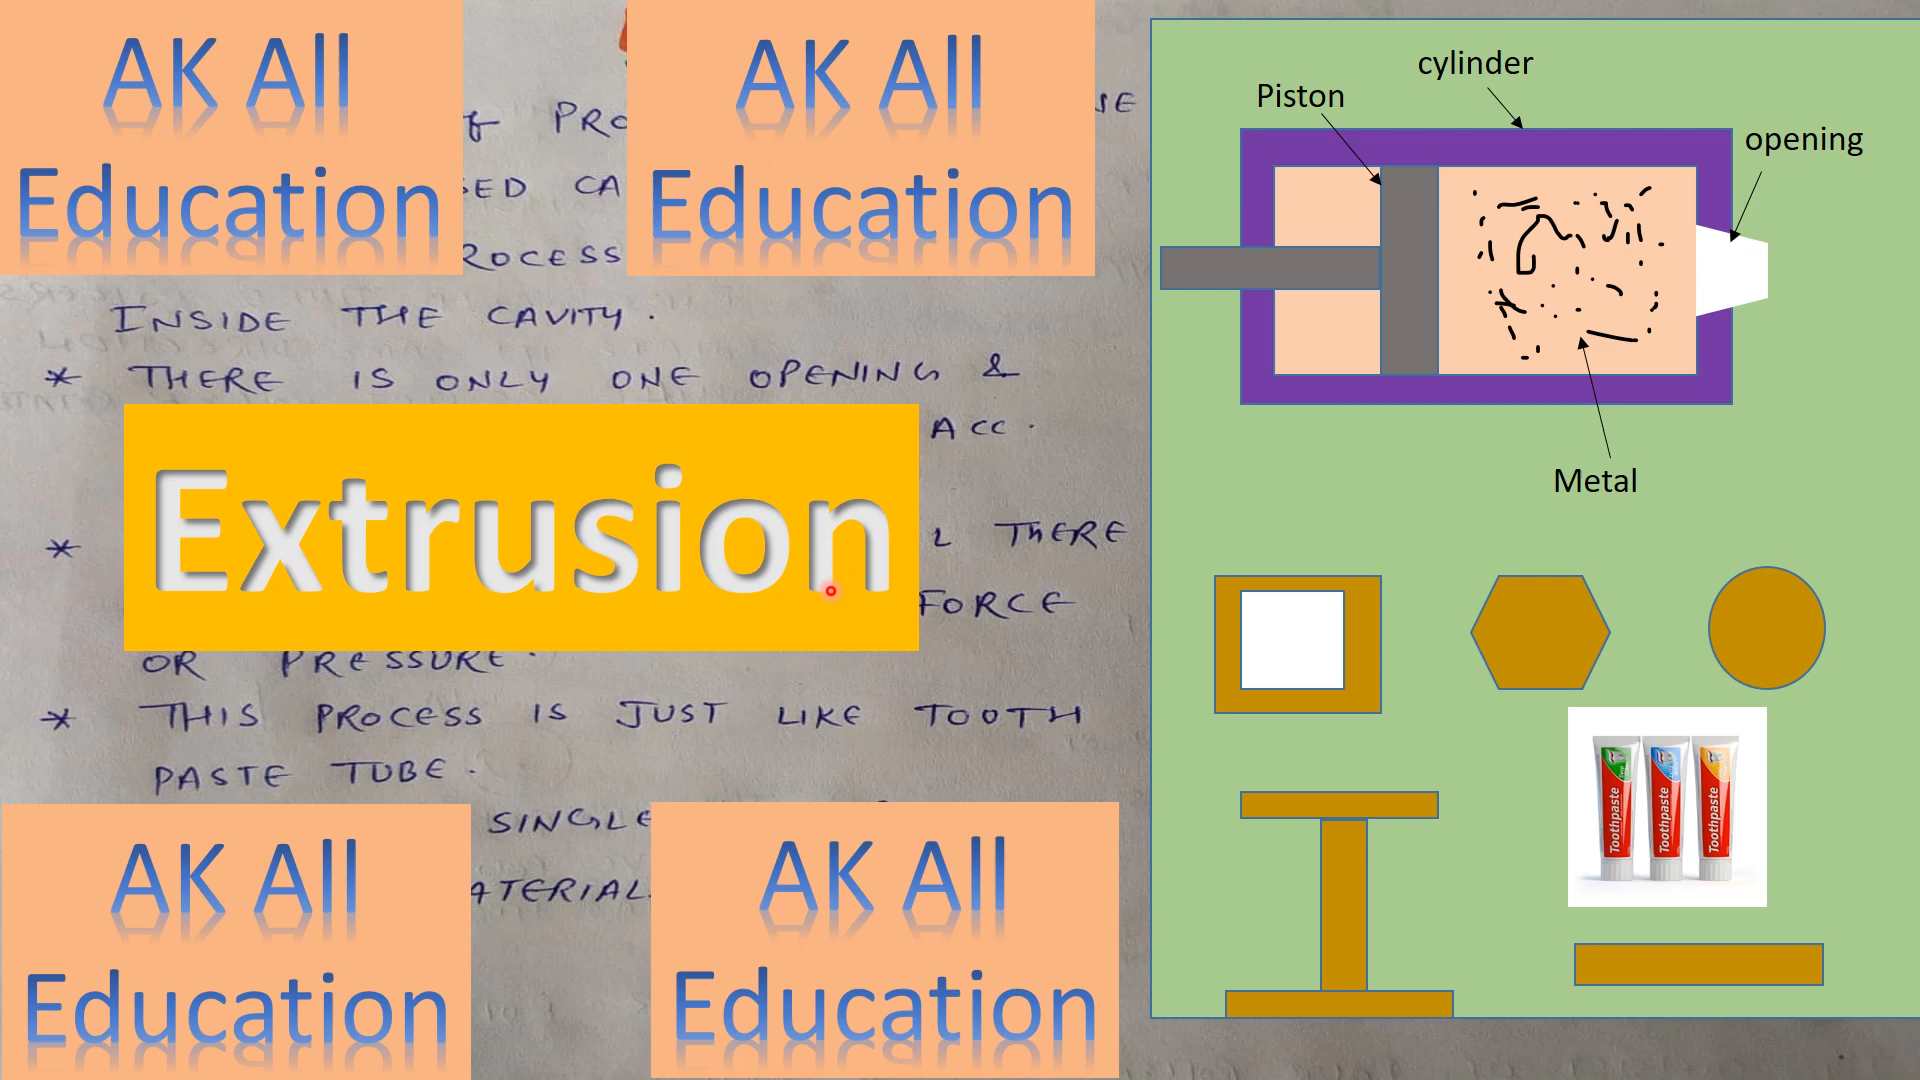 AK All
Education
AK All
Education
PRO
CA
ROCESS
INSIDE THE CAVITY.
* THERE IS ONLY ONE OPENING &
ACC.
Extrusion
* THERE
FORCE
OR PRESSURE.
* THIS PROCESS IS JUST LIKE TOOTH
PASTE TUBE.
SINGLE
ATERIAL
AK All
Education
AK All
Education
cylinder
Piston
opening
Metal
Toothpaste
Toothpaste
Toothpaste